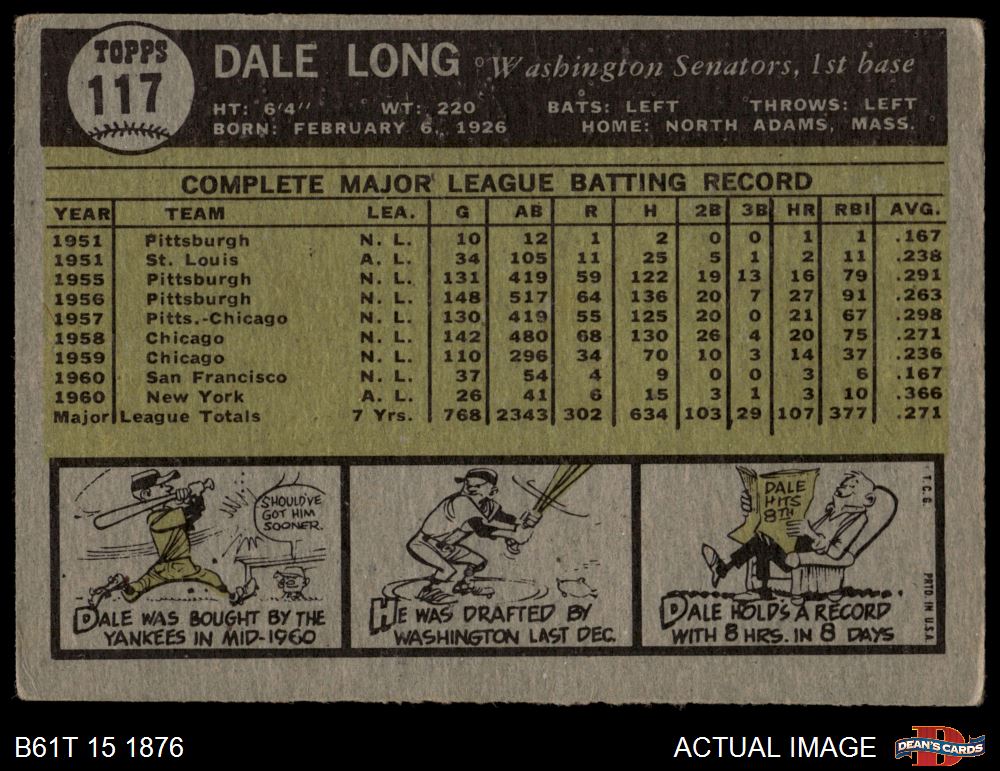 TOPPS
117
DALE LONG Washington Senators, 1st base
HT: 6'4" WT: 220 BATS: LEFT THROWS: LEFT
BORN: FEBRUARY 6, 1926 HOME: NORTH ADAMS, MASS.
COMPLETE MAJOR LEAGUE BATTING RECORD
YEAR TEAM LEA. G AB R H 2B 3B HR RBI AVG.
1951 Pittsburgh N. L. 10 12 1 2 0 0 1 1 .167
1951 St. Louis A. L. 34 105 11 25 5 1 2 11 .238
1955 Pittsburgh N. L. 131 419 59 122 19 13 16 79 .291
1956 Pittsburgh N. L. 148 517 64 136 20 7 27 91 .263
1957 Pitts.-Chicago N. L. 130 419 55 125 20 0 21 67 .298
1958 Chicago N. L. 142 480 68 130 26 4 20 75 .271
1959 Chicago N. L. 110 296 34 70 10 3 14 37 .236
1960 San Francisco N. L. 37 54 4 9 0 0 3 6 .167
1960 New York A. L. 26 41 6 15 3 1 3 10 .366
Major League Totals 7 Yrs. 768 2343 302 634 103 29 107 377 .271
SHOULD'VE
GOT HIM
SOONER.
DALE WAS BOUGHT BY THE
YANKEES IN MID-1960
HE WAS DRAFTED BY
WASHINGTON LAST DEC.
DALE
HITS
8TH
DALE HOLDS A RECORD
WITH 8 HRS. IN 8 DAYS
T.C.G.
PRTD. IN U.S.A.
B61T 15 1876
ACTUAL IMAGE
DEAN'S CARDS